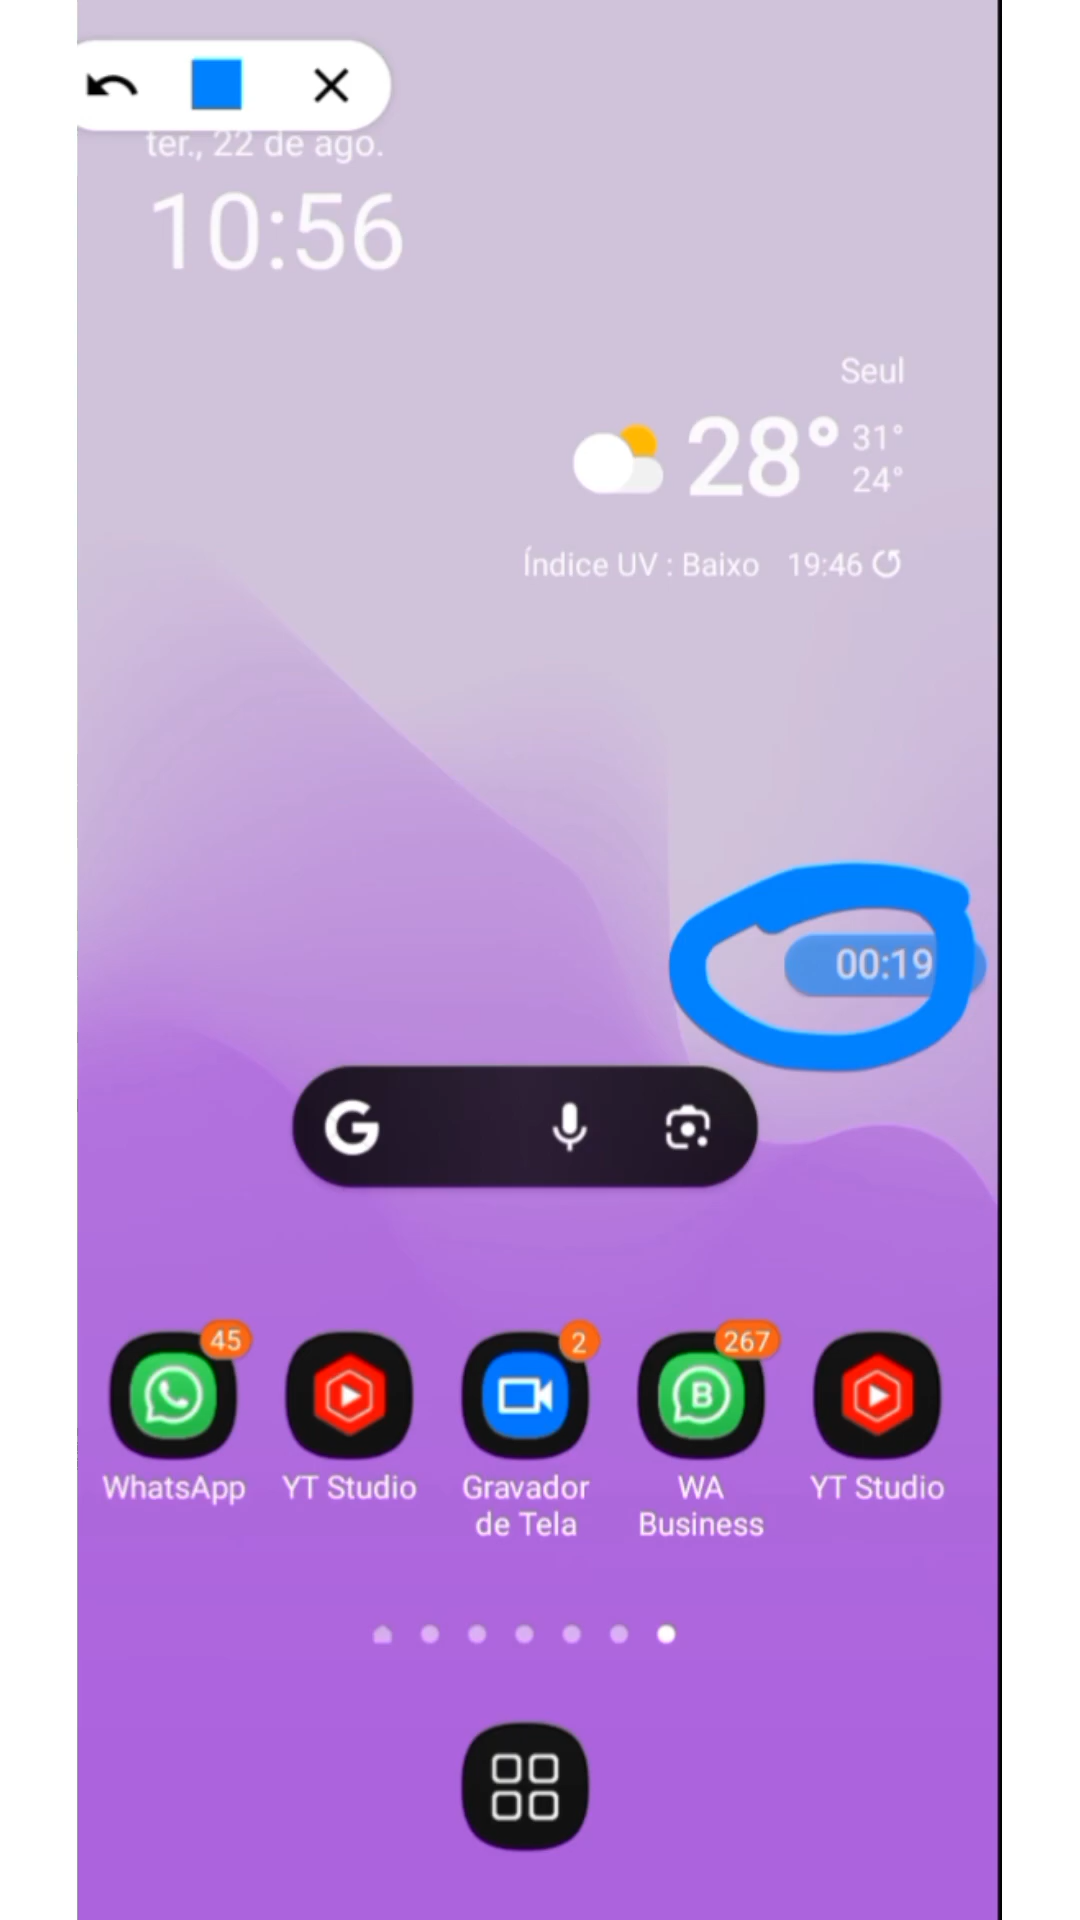 ter., 22 de ago.
10:56
Seul
28° 31°
24°
Índice UV : Baixo 19:46
00:19
G
45
2
267
B
WhatsApp
YT Studio
Gravador
de Tela
WA
Business
YT Studio